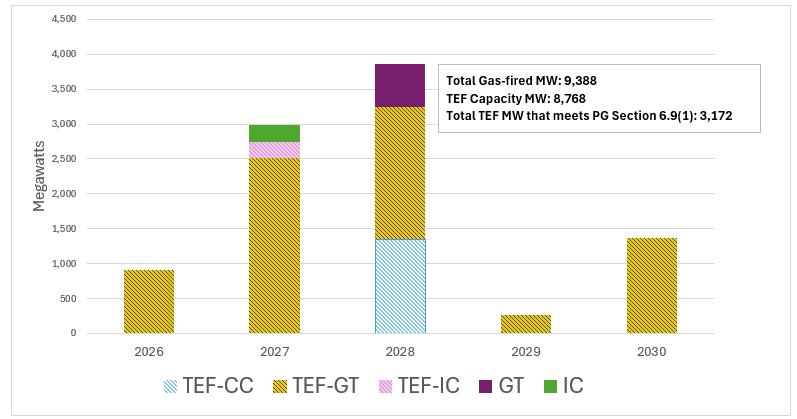 4,500
4,000
3,500
3,000
2,500
2,000
1,500
1,000
500
0
Megawatts
Total Gas-fired MW: 9,388
TEF Capacity MW: 8,768
Total TEF MW that meets PG Section 6.9(1): 3,172
2026 2027 2028 2029 2030
TEF-CC TEF-GT TEF-IC GT IC